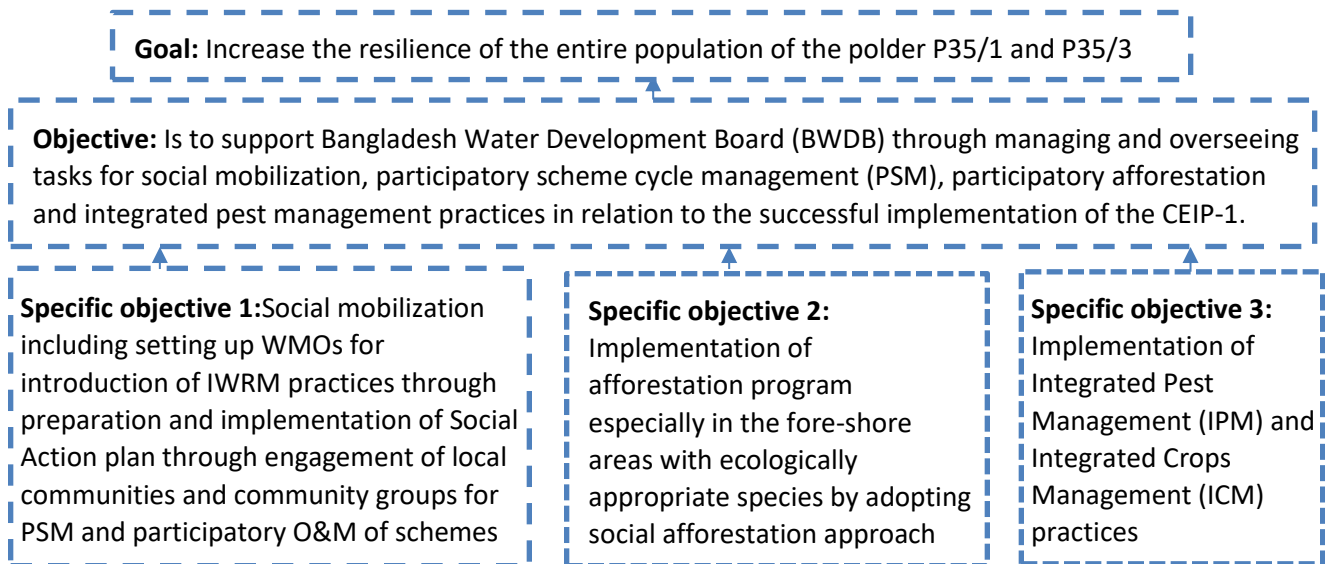 Goal: Increase the resilience of the entire population of the polder P35/1 and P35/3
Objective: Is to support Bangladesh Water Development Board (BWDB) through managing and overseeing
tasks for social mobilization, participatory scheme cycle management (PSM), participatory afforestation
and integrated pest management practices in relation to the successful implementation of the CEIP-1.
Specific objective 1:Social mobilization
including setting up WMOs for
introduction of IWRM practices through
preparation and implementation of Social
Action plan through engagement of local
communities and community groups for
PSM and participatory O&M of schemes
Specific objective 2:
Implementation of
afforestation program
especially in the fore-shore
areas with ecologically
appropriate species by adopting
social afforestation approach
Specific objective 3:
Implementation of
Integrated Pest
Management (IPM) and
Integrated Crops
Management (ICM)
practices